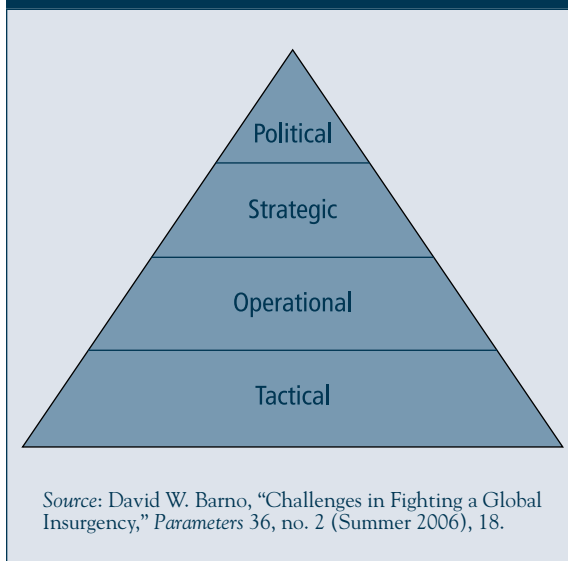 Political
Strategic
Operational
Tactical
Source: David W. Barno, “Challenges in Fighting a Global
Insurgency,” Parameters 36, no. 2 (Summer 2006), 18.